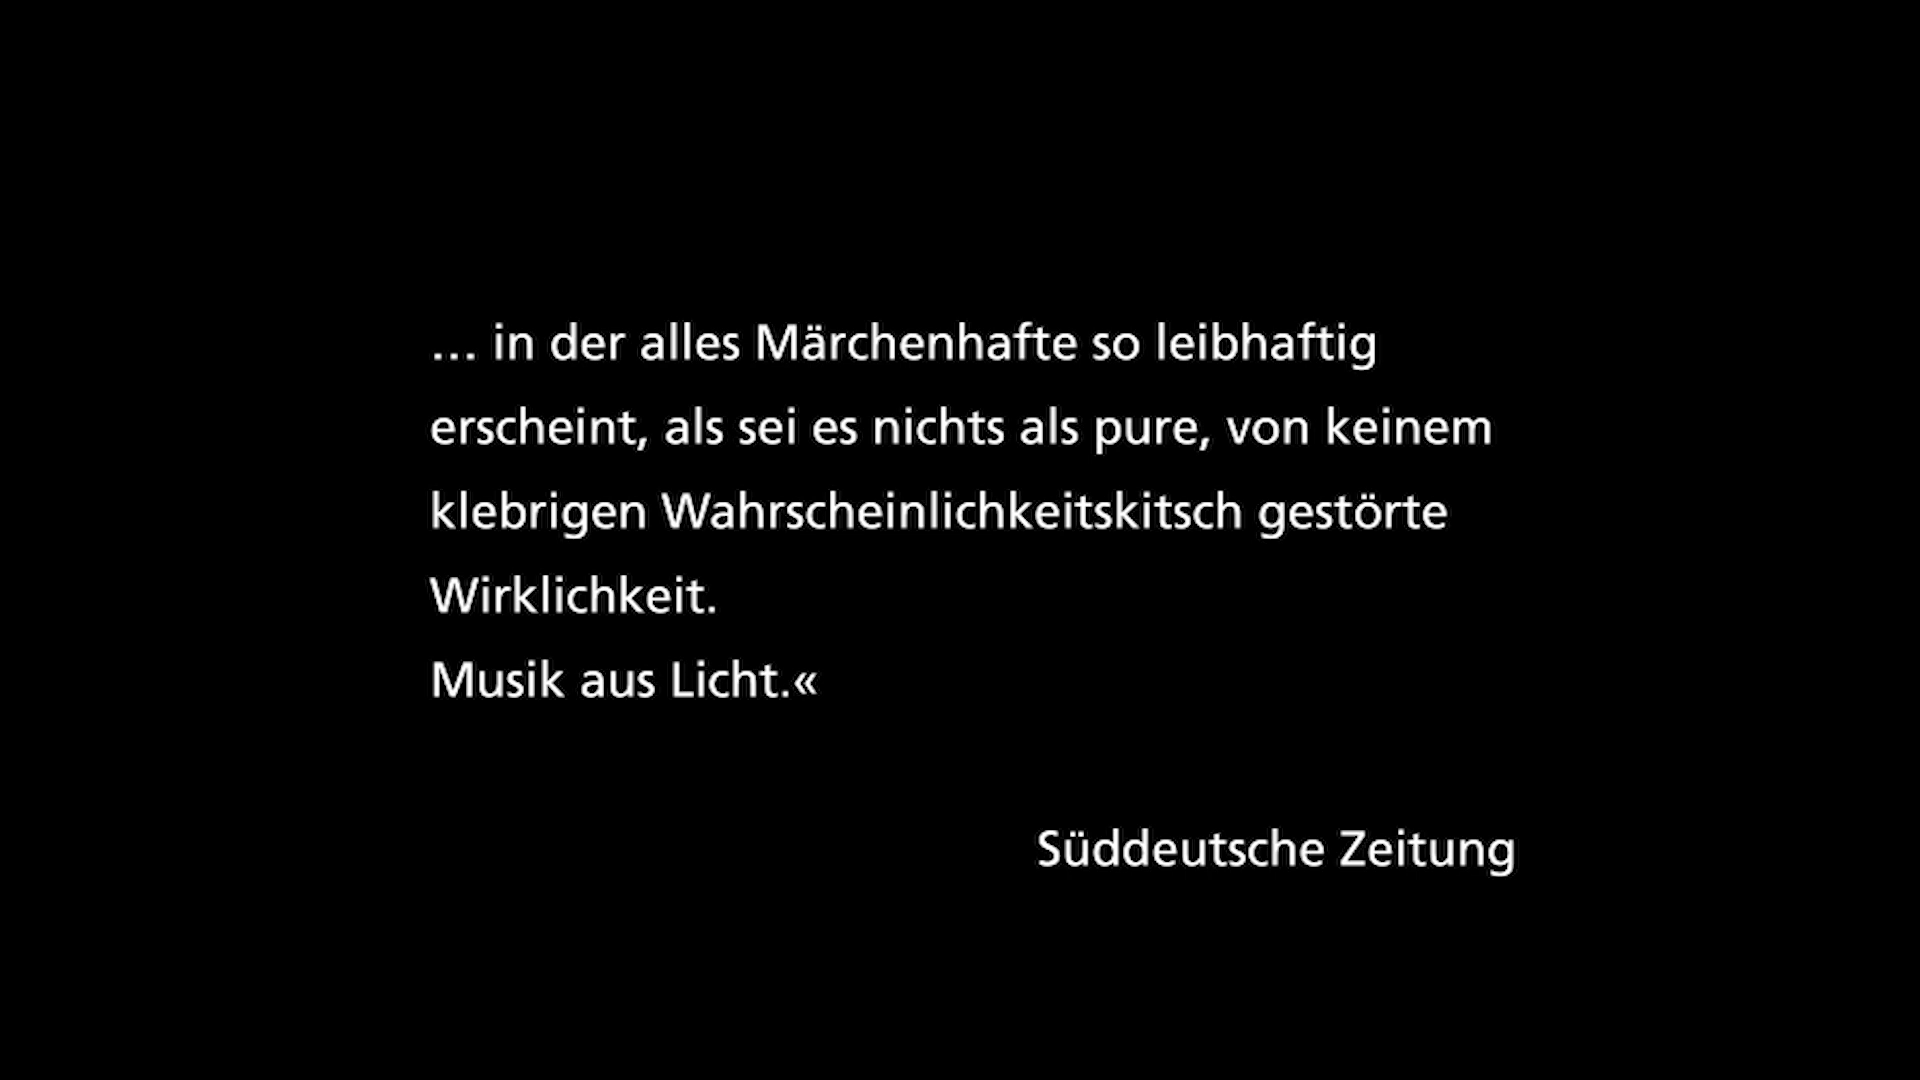 … in der alles Märchenhafte so leibhaftig
erscheint, als sei es nichts als pure, von keinem
klebrigen Wahrscheinlichkeitskitsch gestörte
Wirklichkeit.
Musik aus Licht.«
Süddeutsche Zeitung